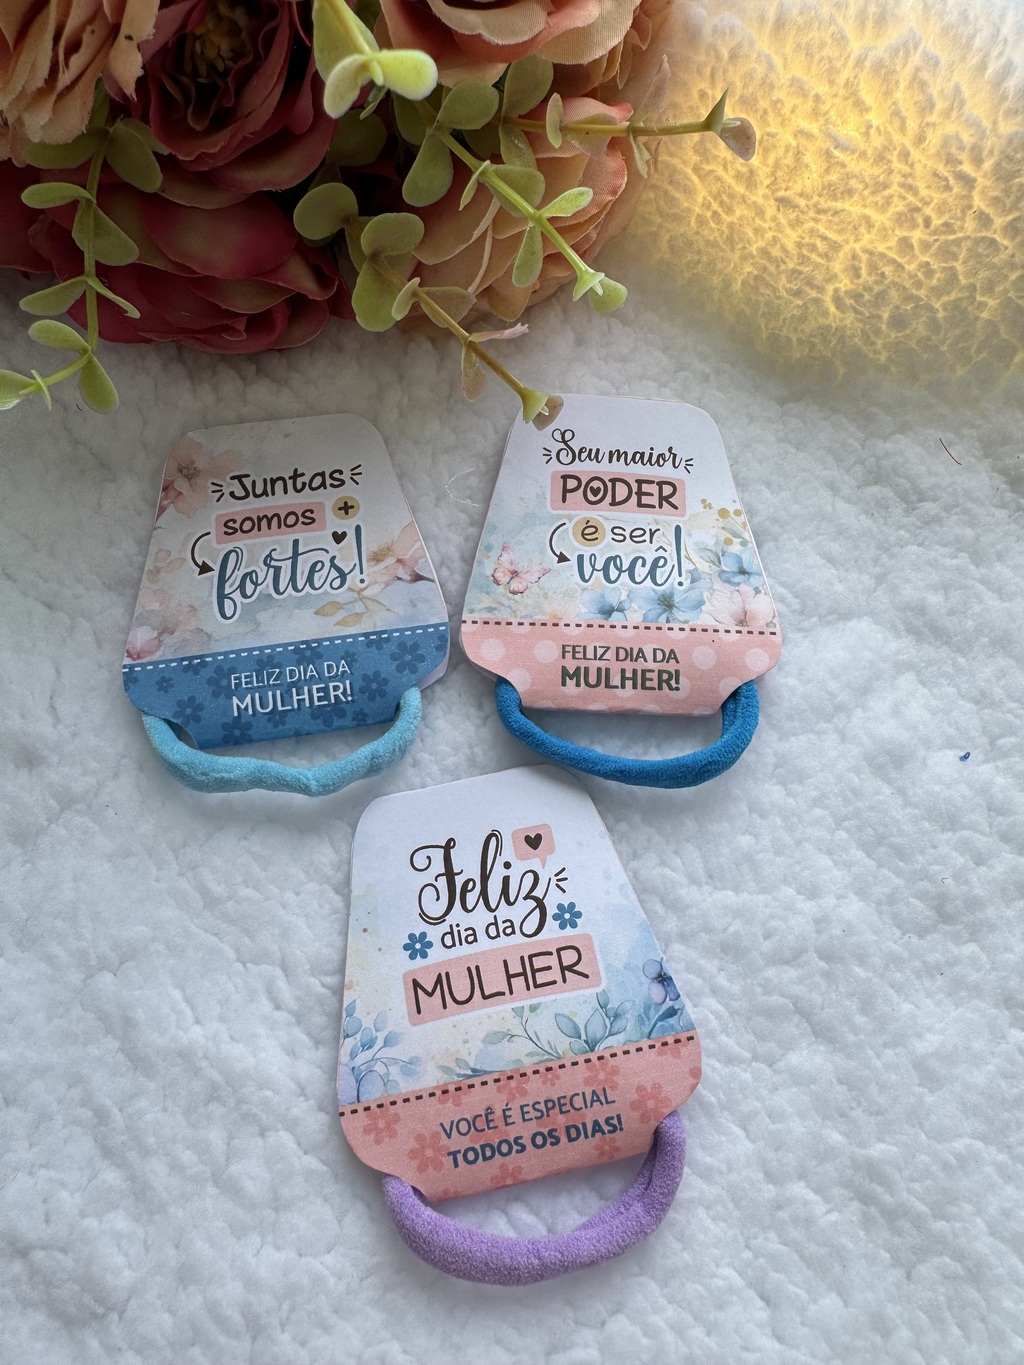 Juntas
somos +
fortes!
FELIZ DIA DA
MULHER!
Seu maior
PODER
é ser
você!
FELIZ DIA DA
MULHER!
Feliz
dia da
MULHER
VOCÊ É ESPECIAL
TODOS OS DIAS!